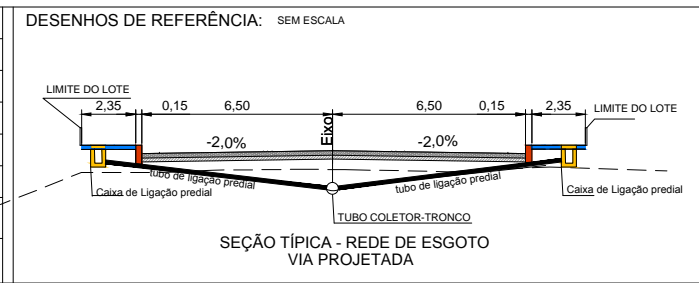 DESENHOS DE REFERÊNCIA: SEM ESCALA
LIMITE DO LOTE
2,35 0,15 6,50 6,50 0,15 2,35
LIMITE DO LOTE
Eixo
-2,0% -2,0%
tubo de ligação predial
tubo de ligação predial
Caixa de Ligação predial
Caixa de Ligação predial
TUBO COLETOR-TRONCO
SEÇÃO TÍPICA - REDE DE ESGOTO
VIA PROJETADA